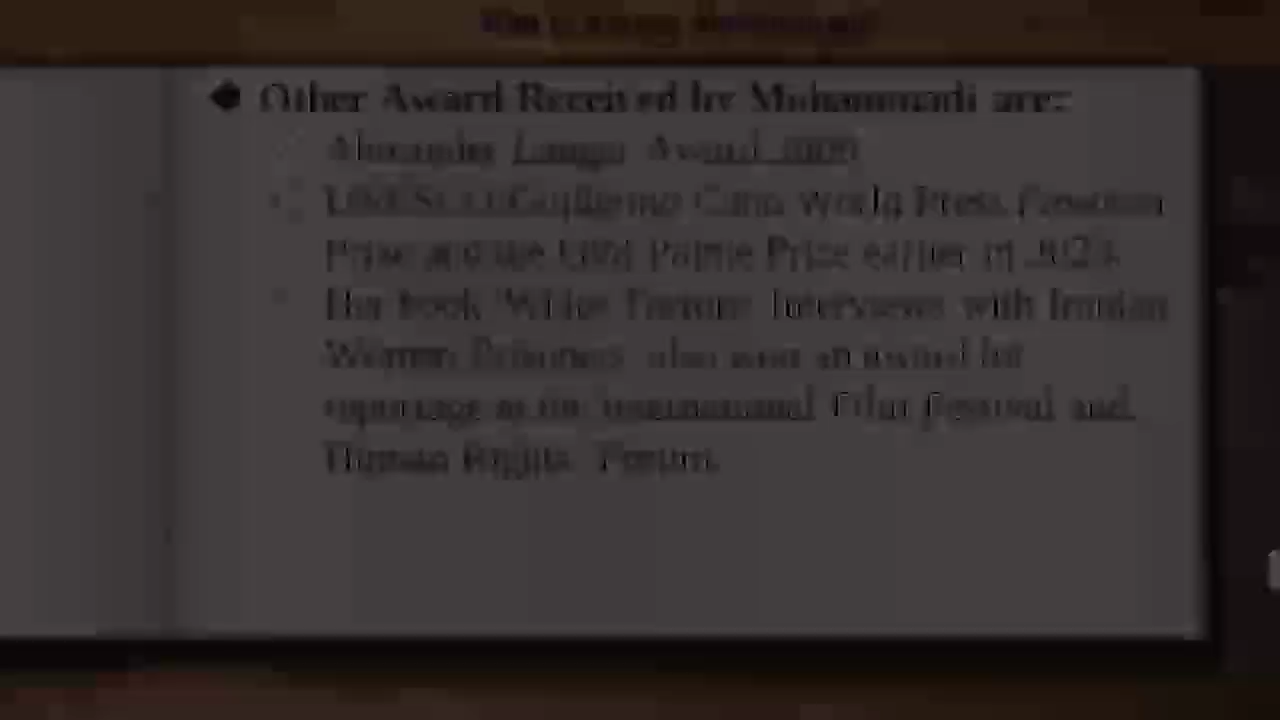 Other Award Received by Mohammadi are:
Alexander Langer Award 2009
UNESCO/Guillermo Cano World Press Freedom
Prize and the Olof Palme Prize earlier in 2023.
Her book 'White Torture: Interviews with Iranian
Women Prisoners' also won an award for
reportage at the International Film Festival and
Human Rights Forum.